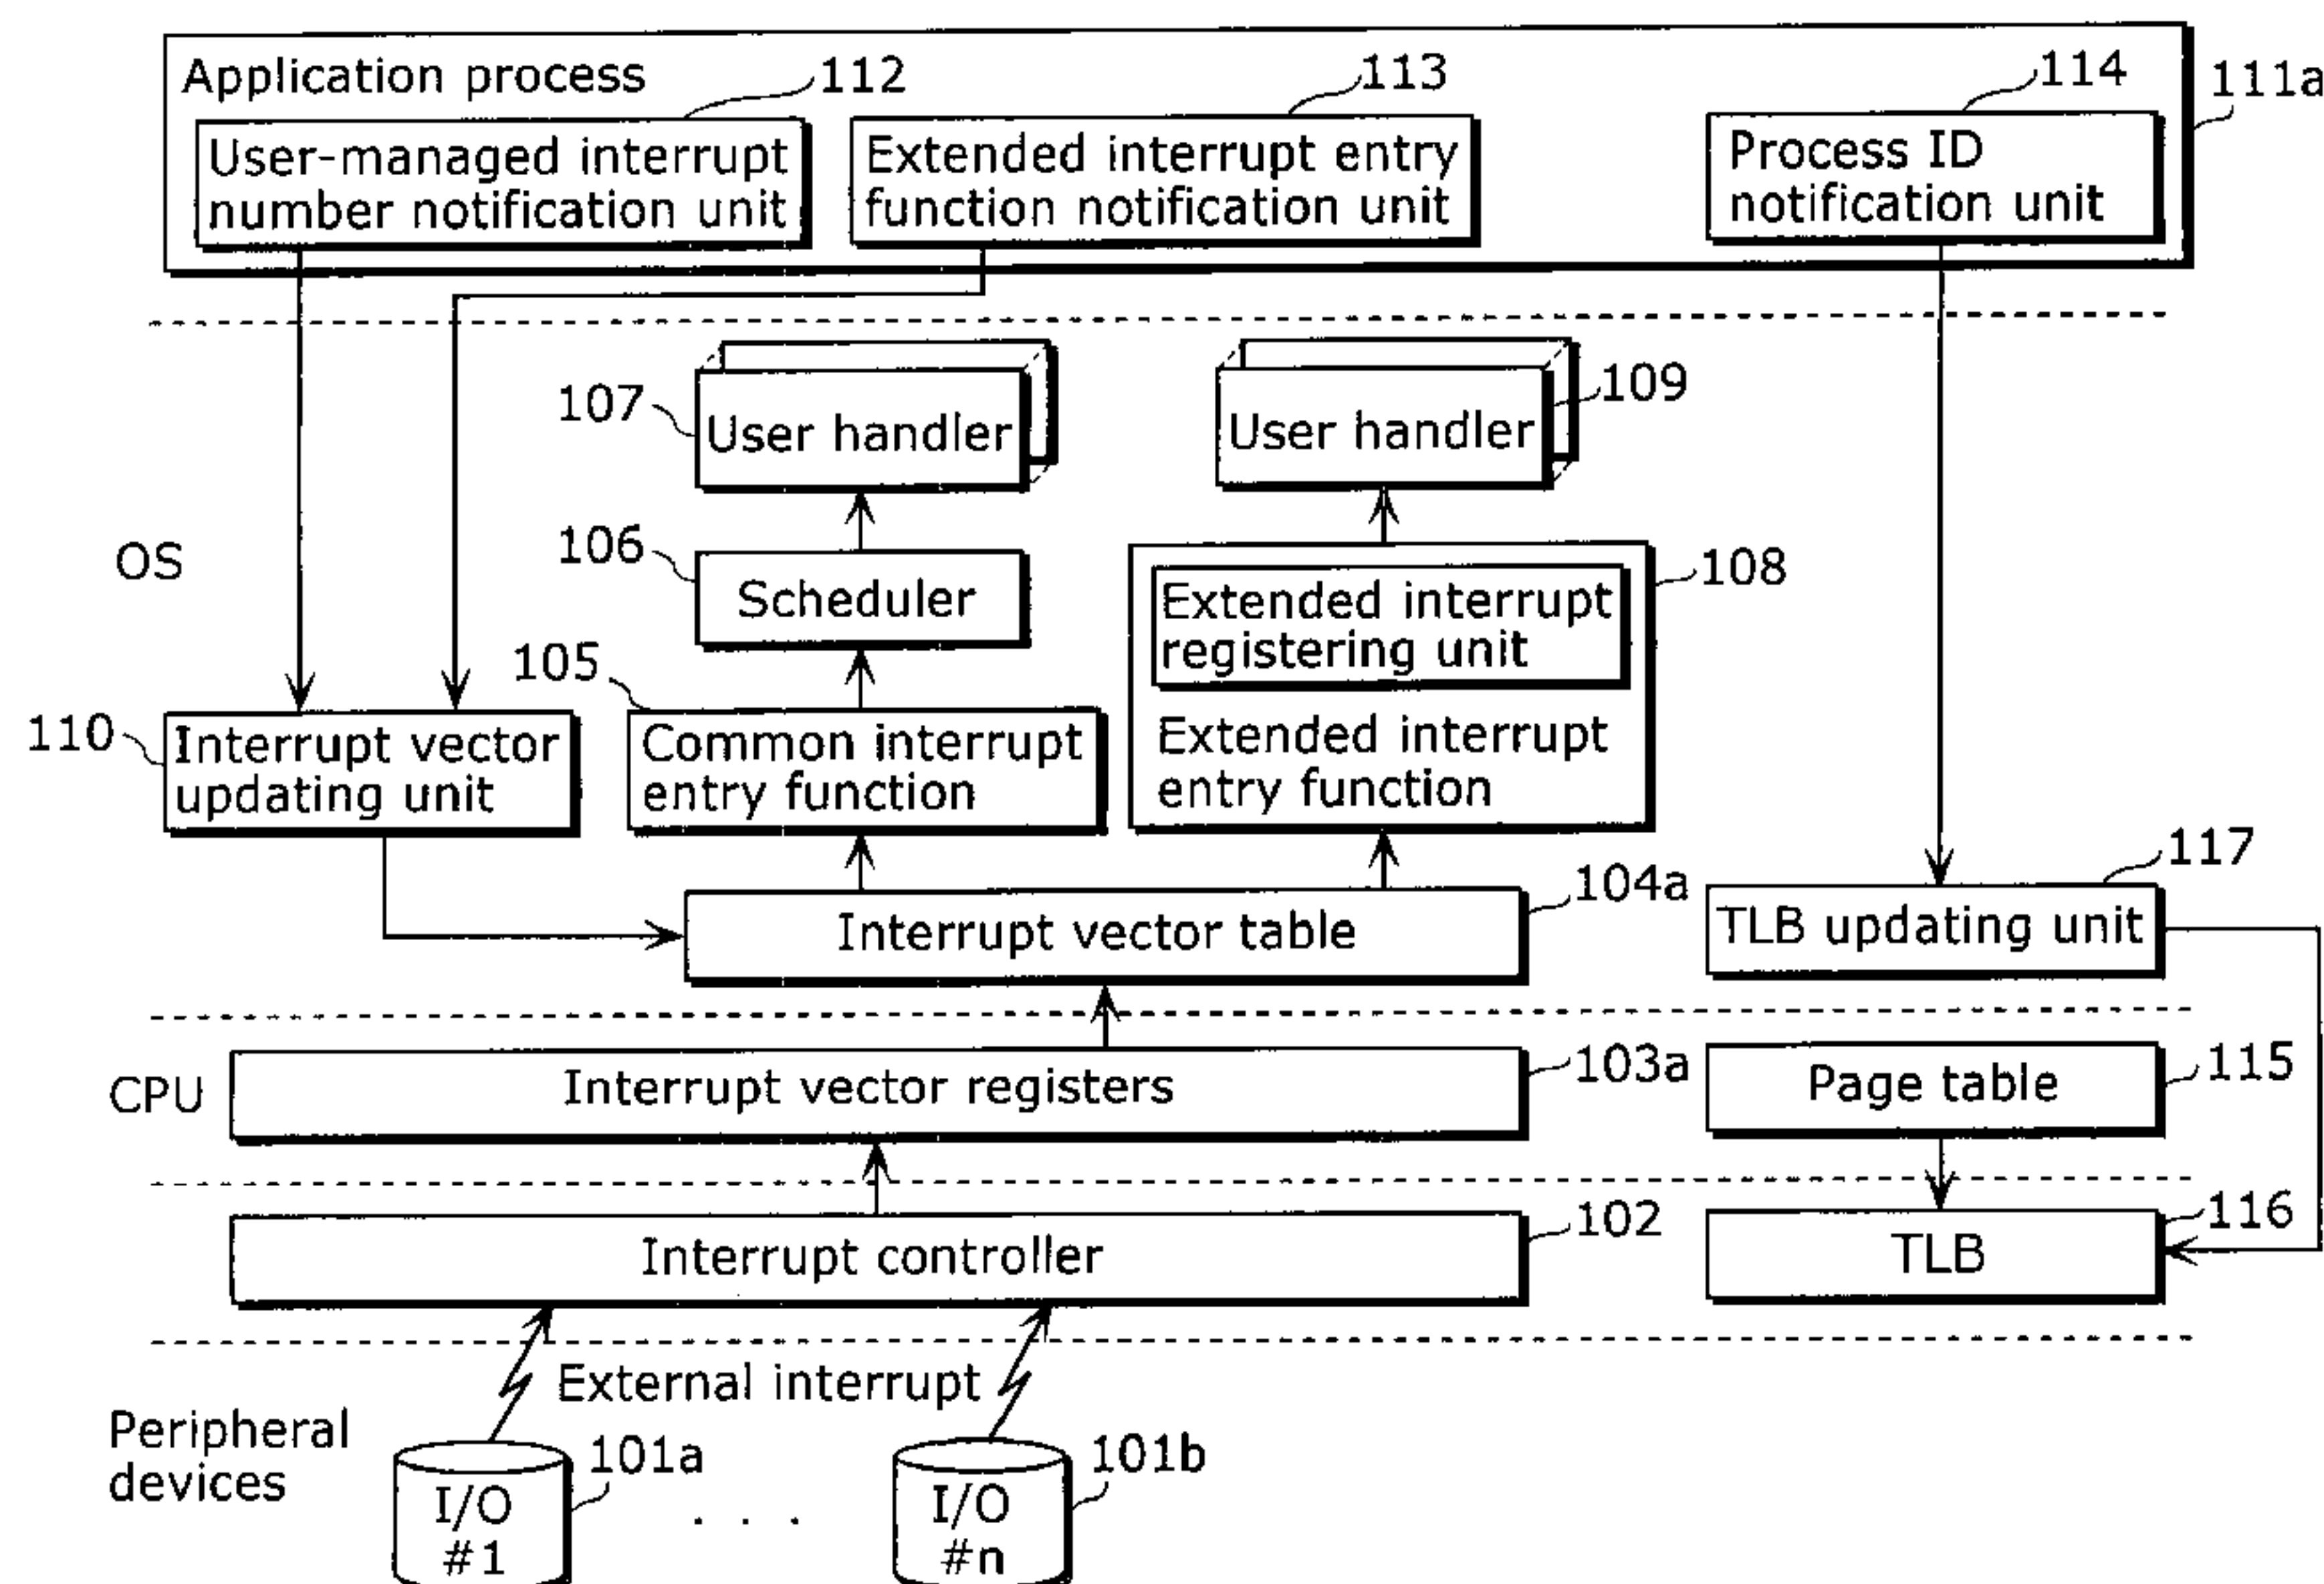 Application process
112
113
114
111a
User-managed interrupt
number notification unit
Extended interrupt entry
function notification unit
Process ID
notification unit
OS
107
User handler
User handler
109
106
Scheduler
108
Extended interrupt
registering unit
Extended interrupt
entry function
105
110
Interrupt vector
updating unit
Common interrupt
entry function
117
104a
Interrupt vector table
TLB updating unit
CPU
Interrupt vector registers
103a
Page table
115
Interrupt controller
102
TLB
116
External interrupt
Peripheral
devices
I/O
#1
101a
. . .
I/O
#n
101b